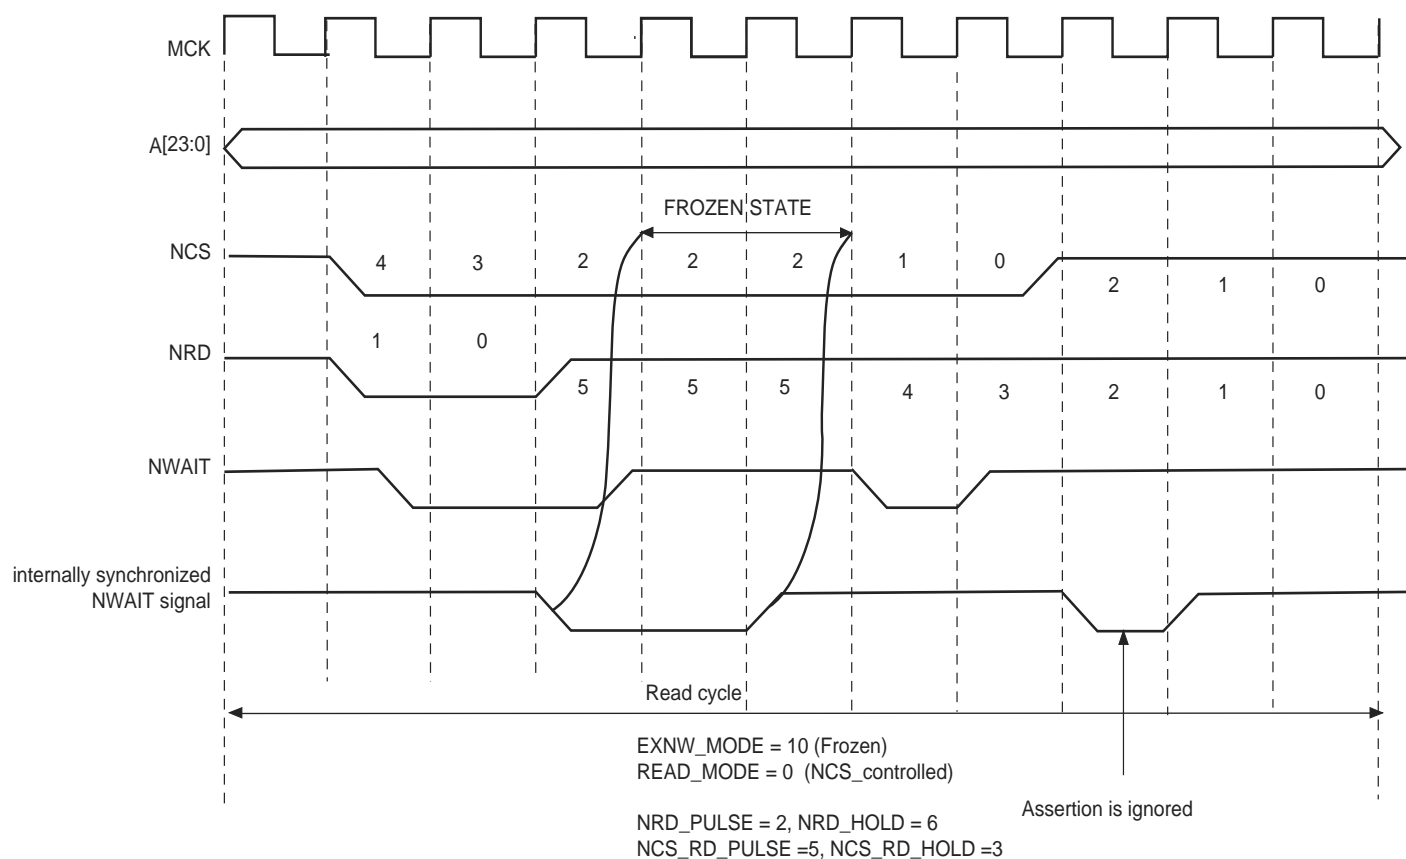 MCK
A[23:0]
FROZEN STATE
NCS
4 3 2 2 2 1 0
2 1 0
1 0
NRD
5 5 5 4 3 2 1 0
NWAIT
internally synchronized
NWAIT signal
Read cycle
EXNW_MODE = 10 (Frozen)
READ_MODE = 0 (NCS_controlled)
Assertion is ignored
NRD_PULSE = 2, NRD_HOLD = 6
NCS_RD_PULSE =5, NCS_RD_HOLD =3